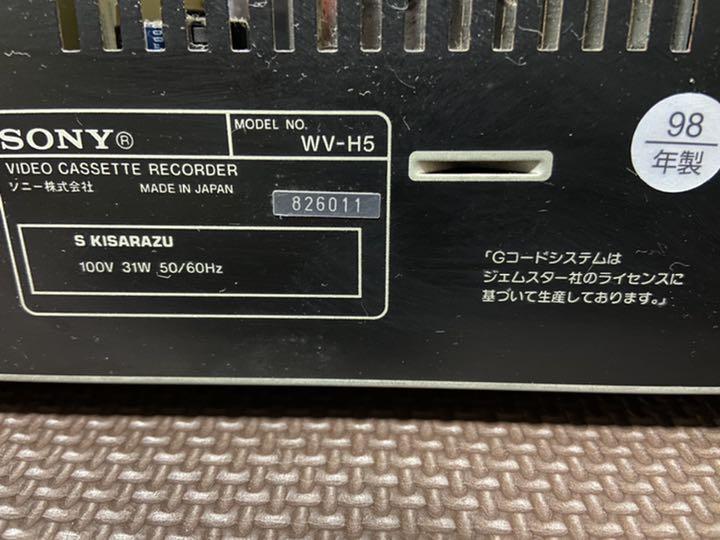 SONY®
MODEL NO.
WV-H5
VIDEO CASSETTE RECORDER
ソニー株式会社 MADE IN JAPAN
826011
S KISARAZU
100V 31W 50/60Hz
98
年製
「Gコードシステムは
ジェムスター社のライセンスに
基づいて生産しております。」